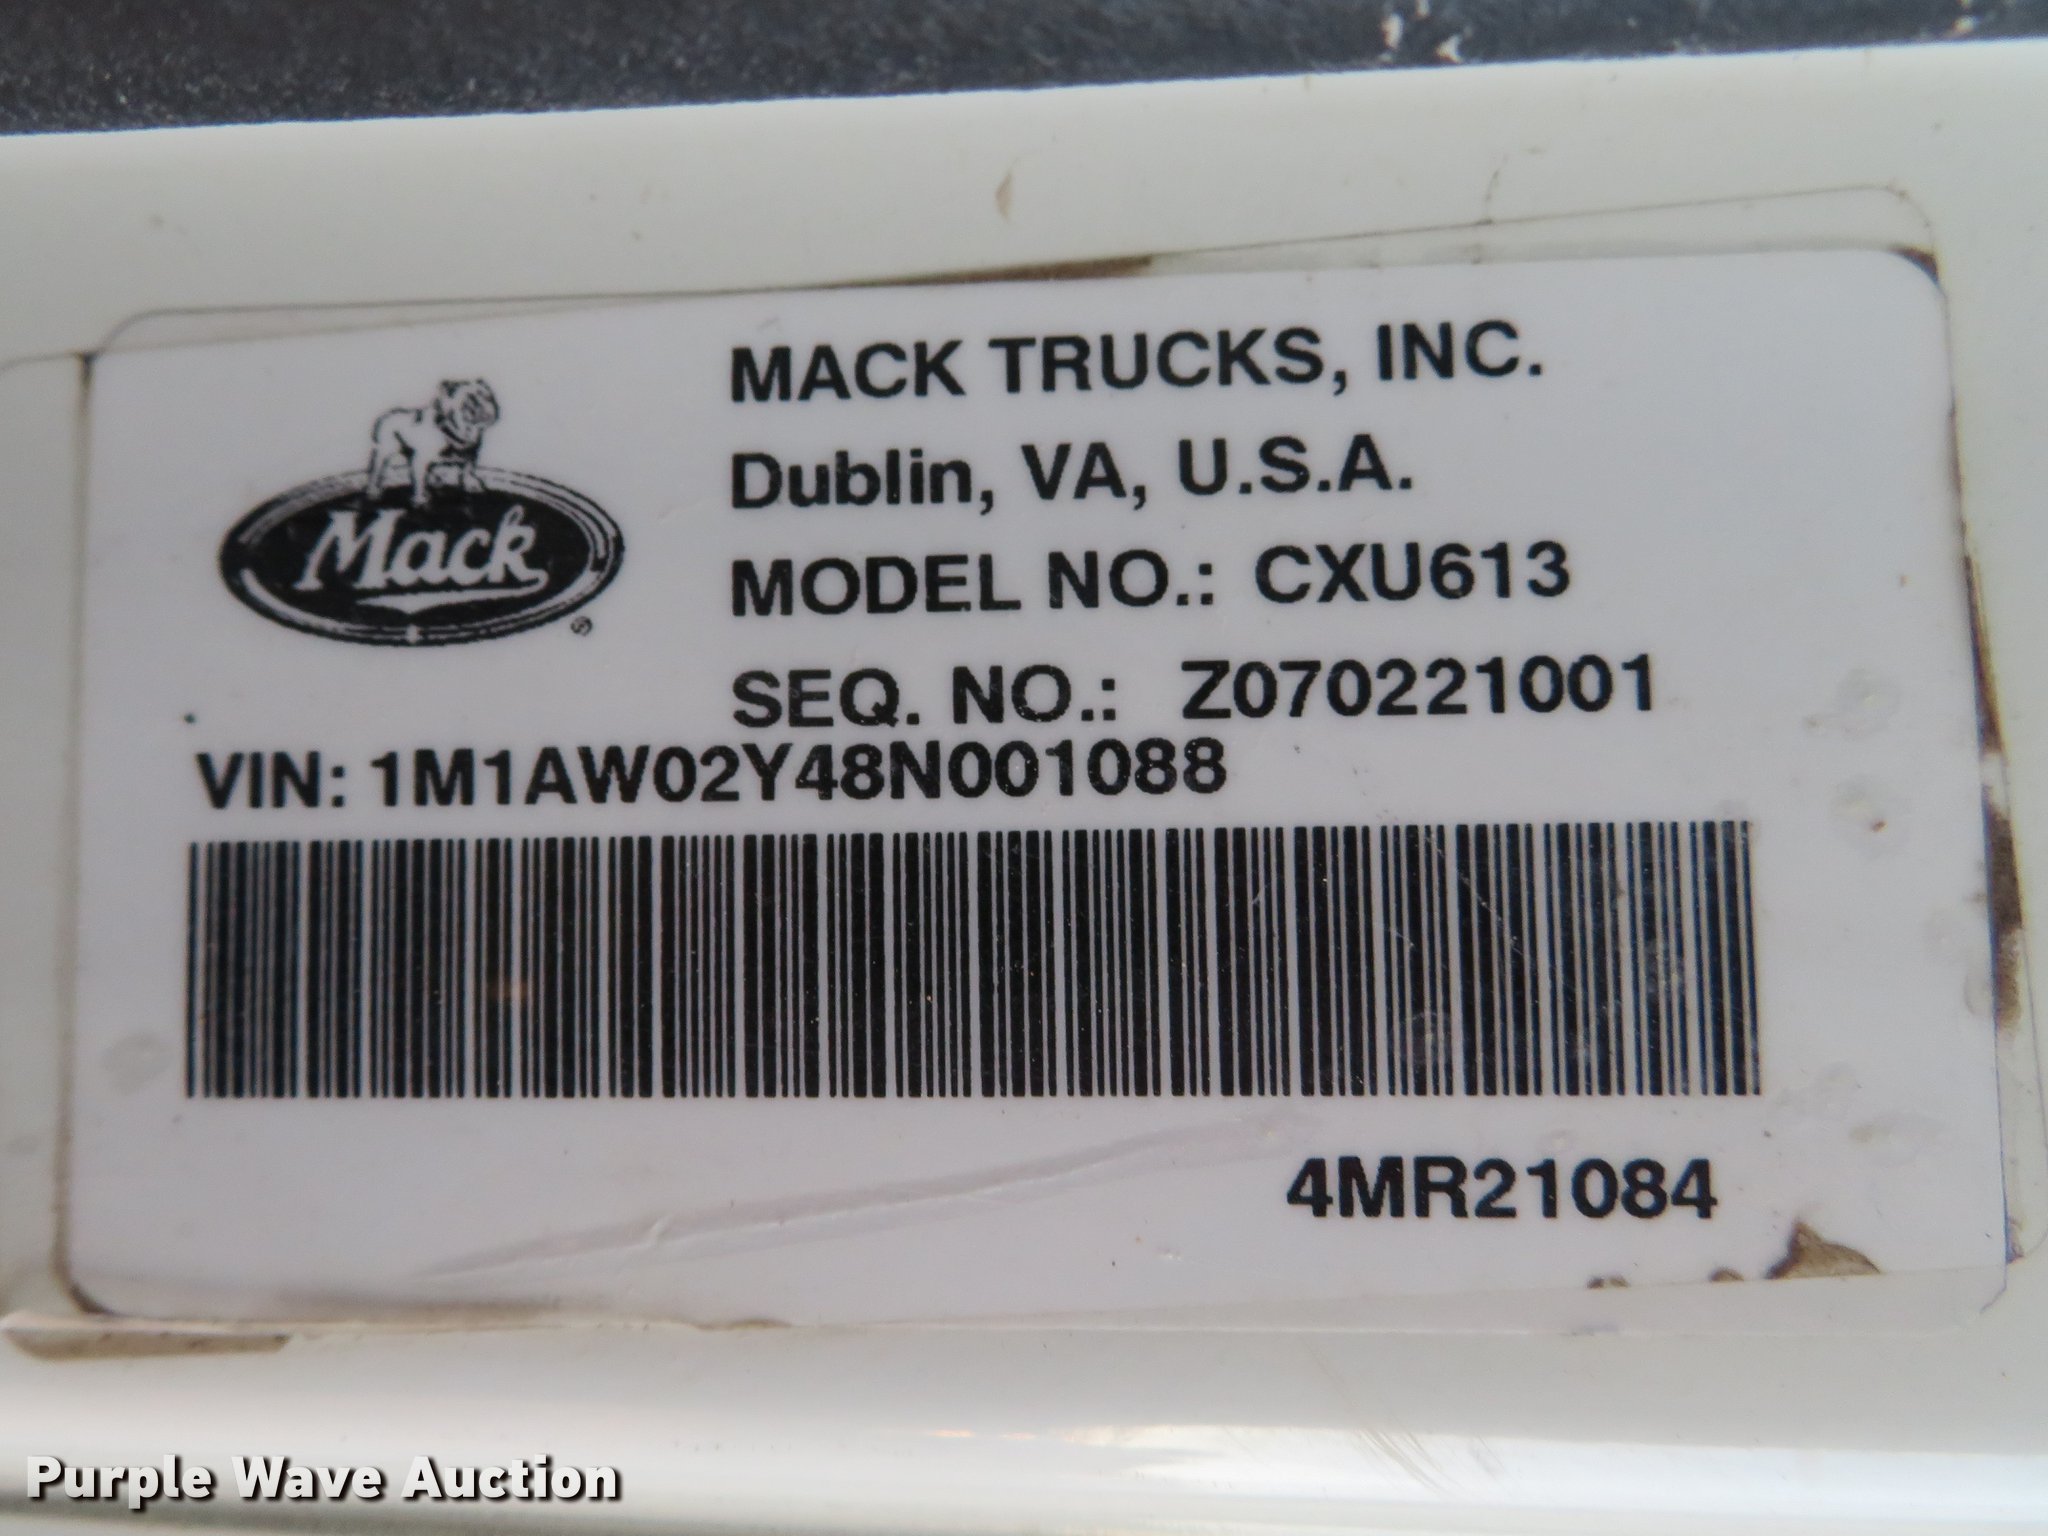 MACK TRUCKS, INC.
Dublin, VA, U.S.A.
Mack
MODEL NO.: CXU613
SEQ. NO.: Z070221001
VIN: 1M1AW02Y48N001088
4MR21084
Purple Wave Auction